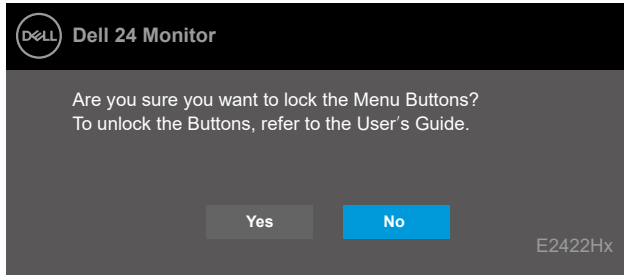 DELL Dell 24 Monitor
Are you sure you want to lock the Menu Buttons?
To unlock the Buttons, refer to the User′s Guide.
Yes No
E2422Hx